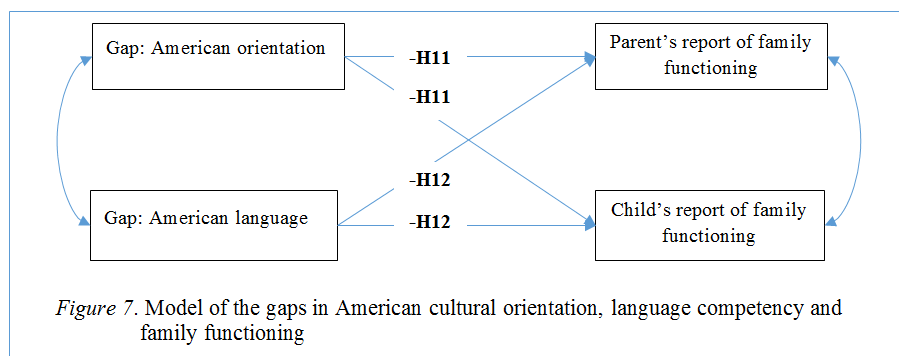 Gap: American orientation
-H11
Parent’s report of family
functioning
-H11
-H12
Gap: American language
-H12
Child’s report of family
functioning
Figure 7. Model of the gaps in American cultural orientation, language competency and
family functioning